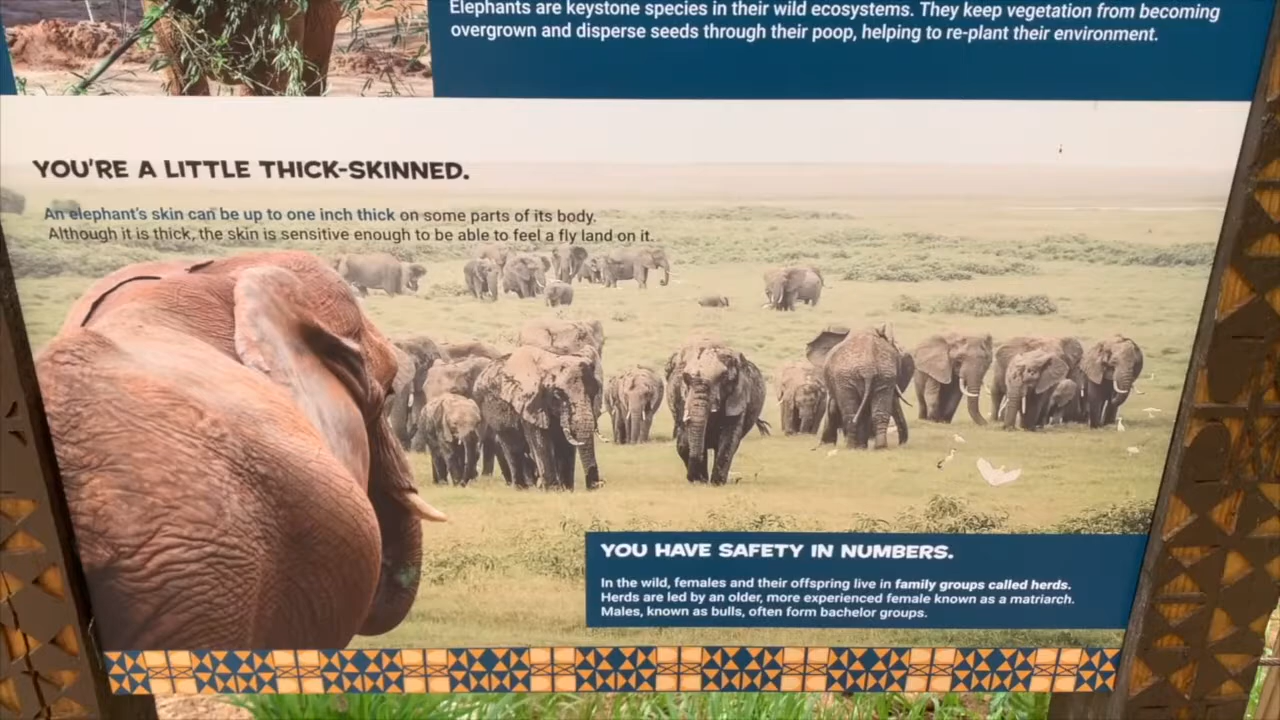 Elephants are keystone species in their wild ecosystems. They keep vegetation from becoming
overgrown and disperse seeds through their poop, helping to re-plant their environment.
YOU'RE A LITTLE THICK-SKINNED.
An elephant's skin can be up to one inch thick on some parts of its body.
Although it is thick, the skin is sensitive enough to be able to feel a fly land on it.
YOU HAVE SAFETY IN NUMBERS.
In the wild, females and their offspring live in family groups called herds.
Herds are led by an older, more experienced female known as a matriarch.
Males, known as bulls, often form bachelor groups.